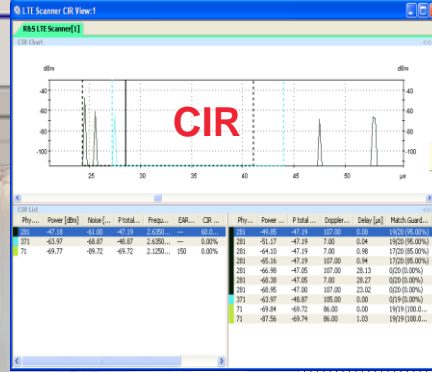 LTE Scanner CIR View:1
R&S LTE Scanner[1]
CIR Chart <<
dBm dBm
-40 -40
-60 -60
-80 -80
-100 -100
CIR
25 30 35 40 45 50 µs
CIR List <<
Phy.... Power [dBm] Noise [... P total... Frequ... EAR... CIR ...
281 -47.18 -61.00 -47.19 2.6350... --- 60.0...
371 -63.97 -68.87 -48.87 2.6350... --- 0.00%
71 -69.77 -89.72 -69.72 2.1250... 150 0.00%
Phy... Power ... P total ... Doppler... Delay [µs] Match.Guard...
281 -49.85 -47.19 107.00 0.00 19/20 (95.00%)
281 -51.17 -47.19 7.00 0.04 19/20 (95.00%)
281 -64.10 -47.19 7.00 0.98 17/20 (85.00%)
281 -65.16 -47.19 107.00 0.94 17/20 (85.00%)
281 -66.98 -47.05 107.00 28.13 0/20 (0.00%)
281 -68.38 -47.05 7.00 28.27 0/20 (0.00%)
281 -68.95 -47.00 107.00 23.02 0/20 (0.00%)
371 -63.97 -48.87 105.00 0.00 0/19 (0.00%)
71 -69.84 -69.72 86.00 0.00 19/19 (100.0...
71 -87.56 -69.74 86.00 1.03 19/19 (100.0...